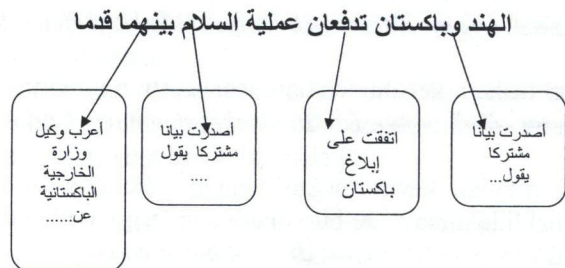 الهند وباكستان تدفعان عملية السلام بينهما قدما
أصدرت بيانا
مشتركا
يقول...
اتفقت على
إبلاغ
باكستان
أصدرت بيانا
مشتركا يقول
....
أعرب وكيل
وزارة
الخارجية
الباكستانية
عن......